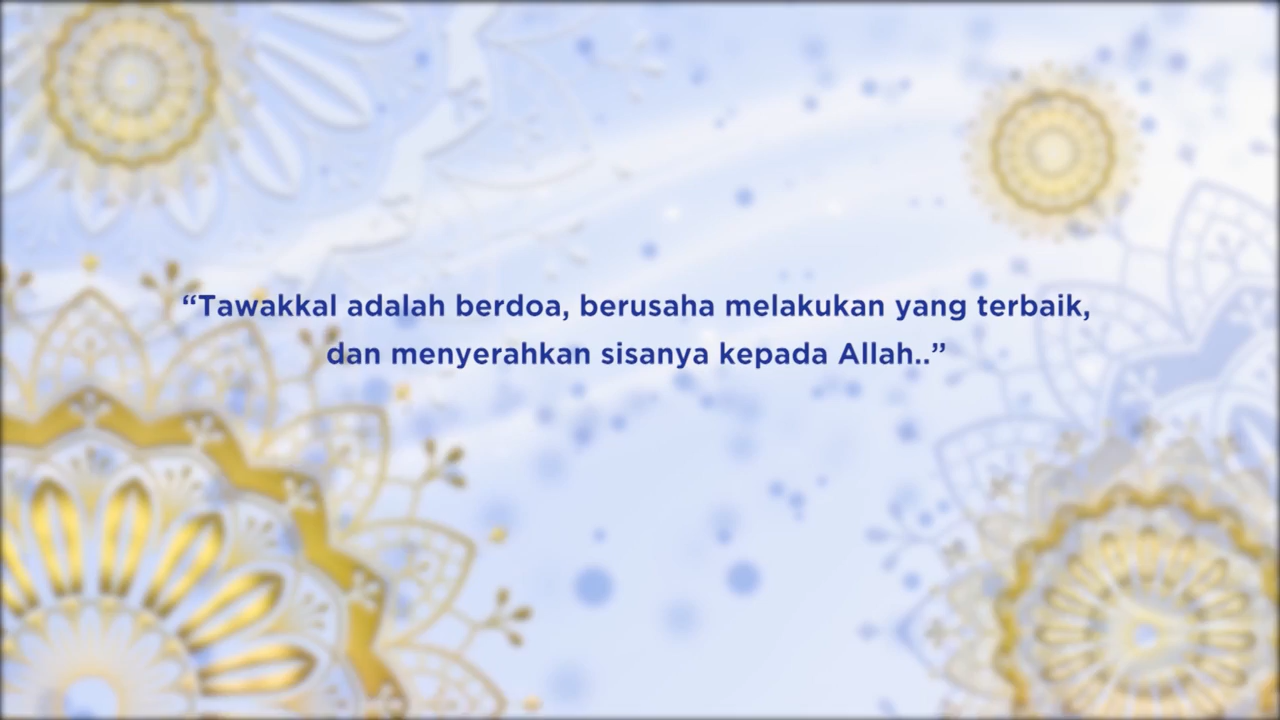 “Tawakkal adalah berdoa, berusaha melakukan yang terbaik,
dan menyerahkan sisanya kepada Allah..”